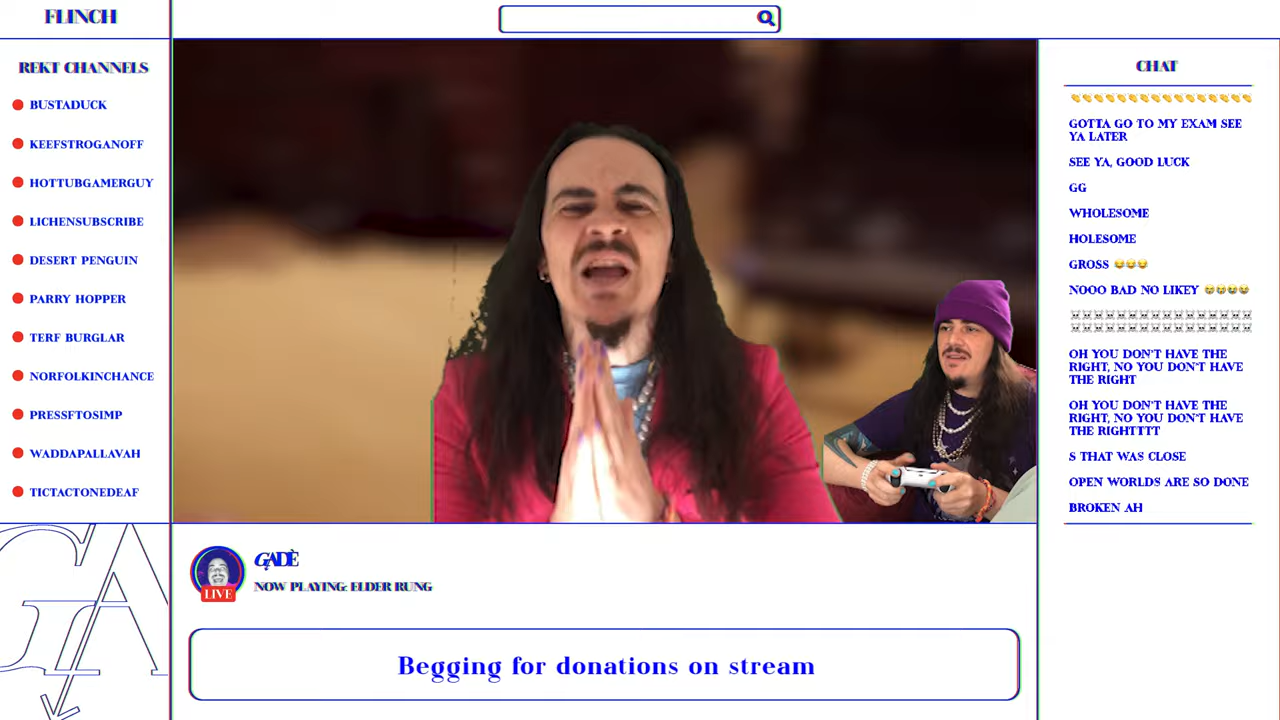 FLINCH
REKT CHANNELS
BUSTADUCK
KEEFSTROGANOFF
HOTTUBGAMERGUY
LICHENSUBSCRIBE
DESERT PENGUIN
PARRY HOPPER
TERF BURGLAR
NORFOLKINCHANCE
PRESSFTOSIMP
WADDAPALLAVAH
TICTACTONEDEAF
GA
LIVE
GĄDÈ
NOW PLAYING: ELDER RUNG
Begging for donations on stream
CHAT
👏👏👏👏👏👏👏👏👏👏👏👏👏👏👏👏
GOTTA GO TO MY EXAM SEE
YA LATER
SEE YA, GOOD LUCK
GG
WHOLESOME
HOLESOME
GROSS 😂😂😂
NOOO BAD NO LIKEY 😭😭😭😭
☠☠☠☠☠☠☠☠☠☠☠☠☠☠☠☠
☠☠☠☠☠☠☠☠☠☠☠☠☠☠☠☠
OH YOU DON'T HAVE THE
RIGHT, NO YOU DON'T HAVE
THE RIGHT
OH YOU DON'T HAVE THE
RIGHT, NO YOU DON'T HAVE
THE RIGHTTTT
S THAT WAS CLOSE
OPEN WORLDS ARE SO DONE
BROKEN AH